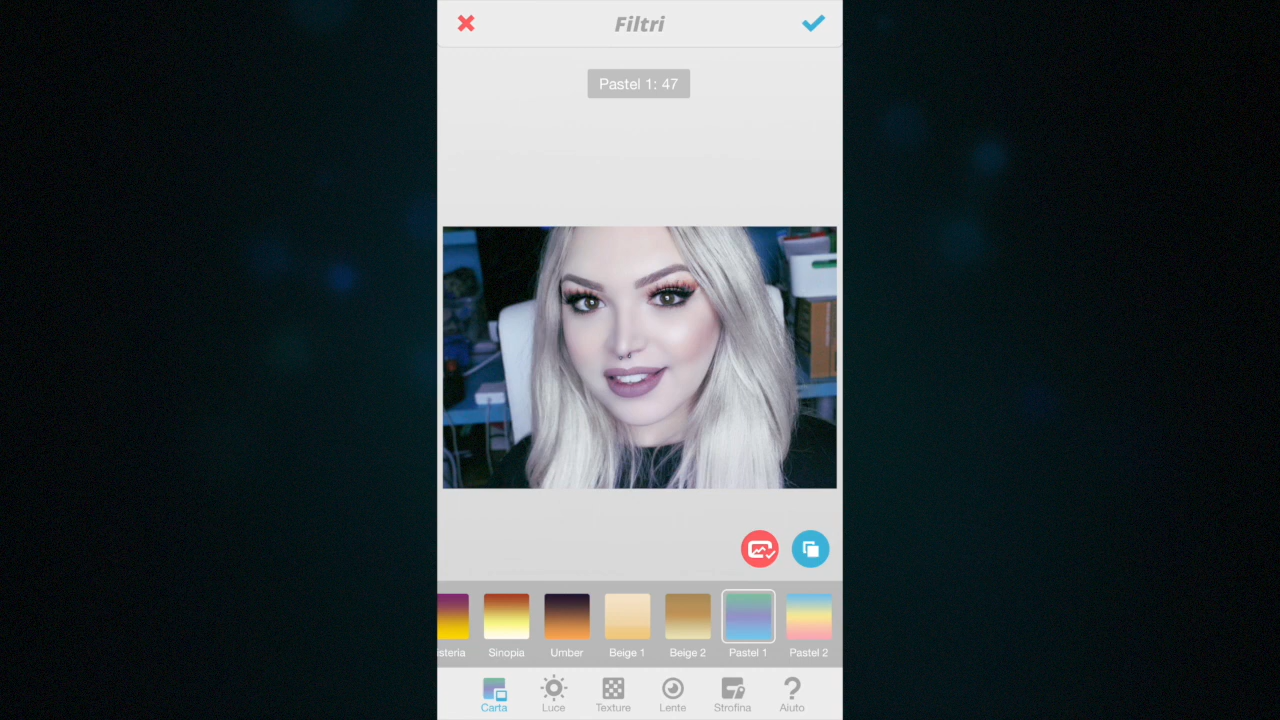 Filtri
Pastel 1: 47
isteria Sinopia Umber Beige 1 Beige 2 Pastel 1 Pastel 2
Carta Luce Texture Lente Strofina Aiuto